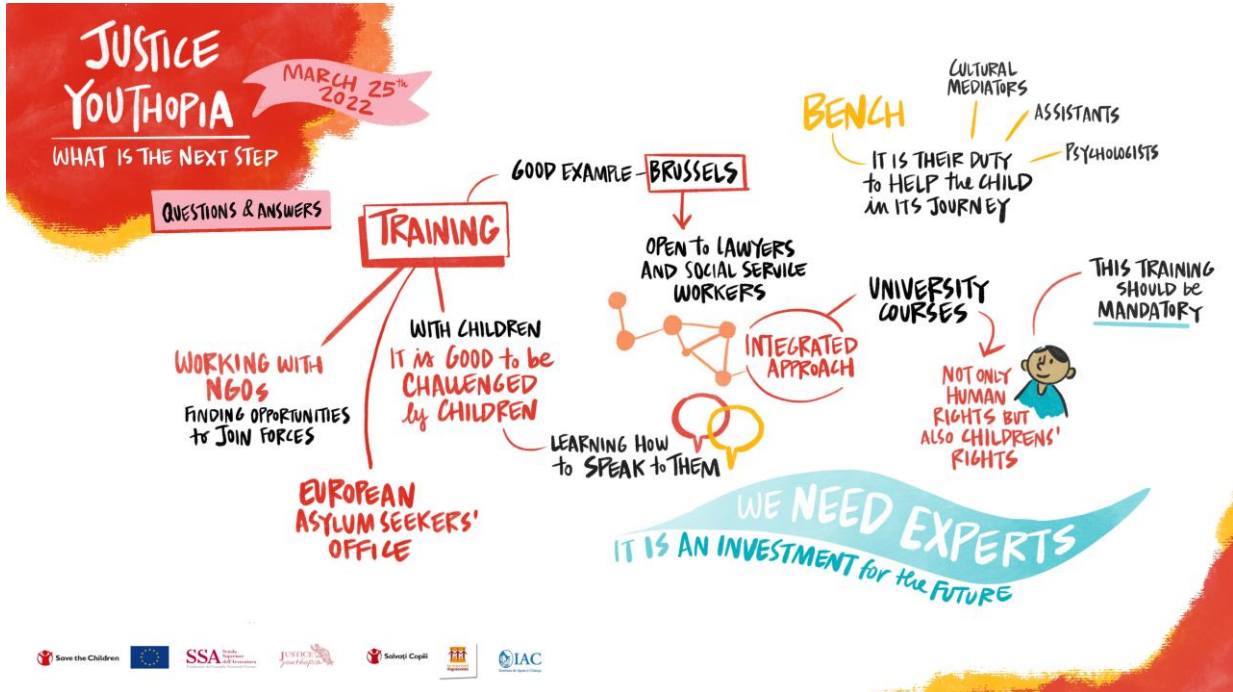 JUSTICE
YOUTHOPIA
WHAT IS THE NEXT STEP
MARCH 25th
2022
QUESTIONS & ANSWERS
TRAINING
GOOD EXAMPLE - BRUSSELS
OPEN TO LAWYERS
AND SOCIAL SERVICE
WORKERS
WORKING WITH
NGOs
FINDING OPPORTUNITIES
to JOIN FORCES
EUROPEAN
ASYLUM SEEKERS'
OFFICE
WITH CHILDREN
IT is GOOD to be
CHALLENGED
by CHILDREN
LEARNING HOW
to SPEAK to THEM
INTEGRATED
APPROACH
UNIVERSITY
COURSES
NOT ONLY
HUMAN
RIGHTS BUT
ALSO CHILDRENS'
RIGHTS
THIS TRAINING
SHOULD be
MANDATORY
BENCH
IT IS THEIR DUTY
to HELP the CHILD
in ITS JOURNEY
CULTURAL
MEDIATORS
ASSISTANTS
PSYCHOLOGISTS
WE NEED EXPERTS
IT IS AN INVESTMENT for the FUTURE
Save the Children
SSA Scuola
Superiore
dell'Avvocatura
JUSTICE
youthopia
Salvați Copiii
IAC